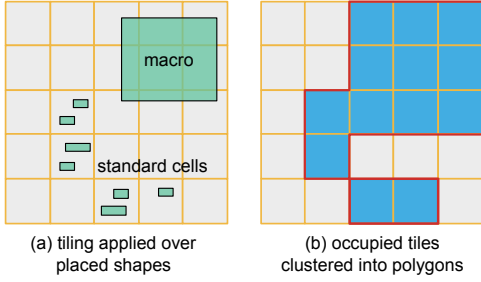 macro
standard cells
(a) tiling applied over
placed shapes
(b) occupied tiles
clustered into polygons